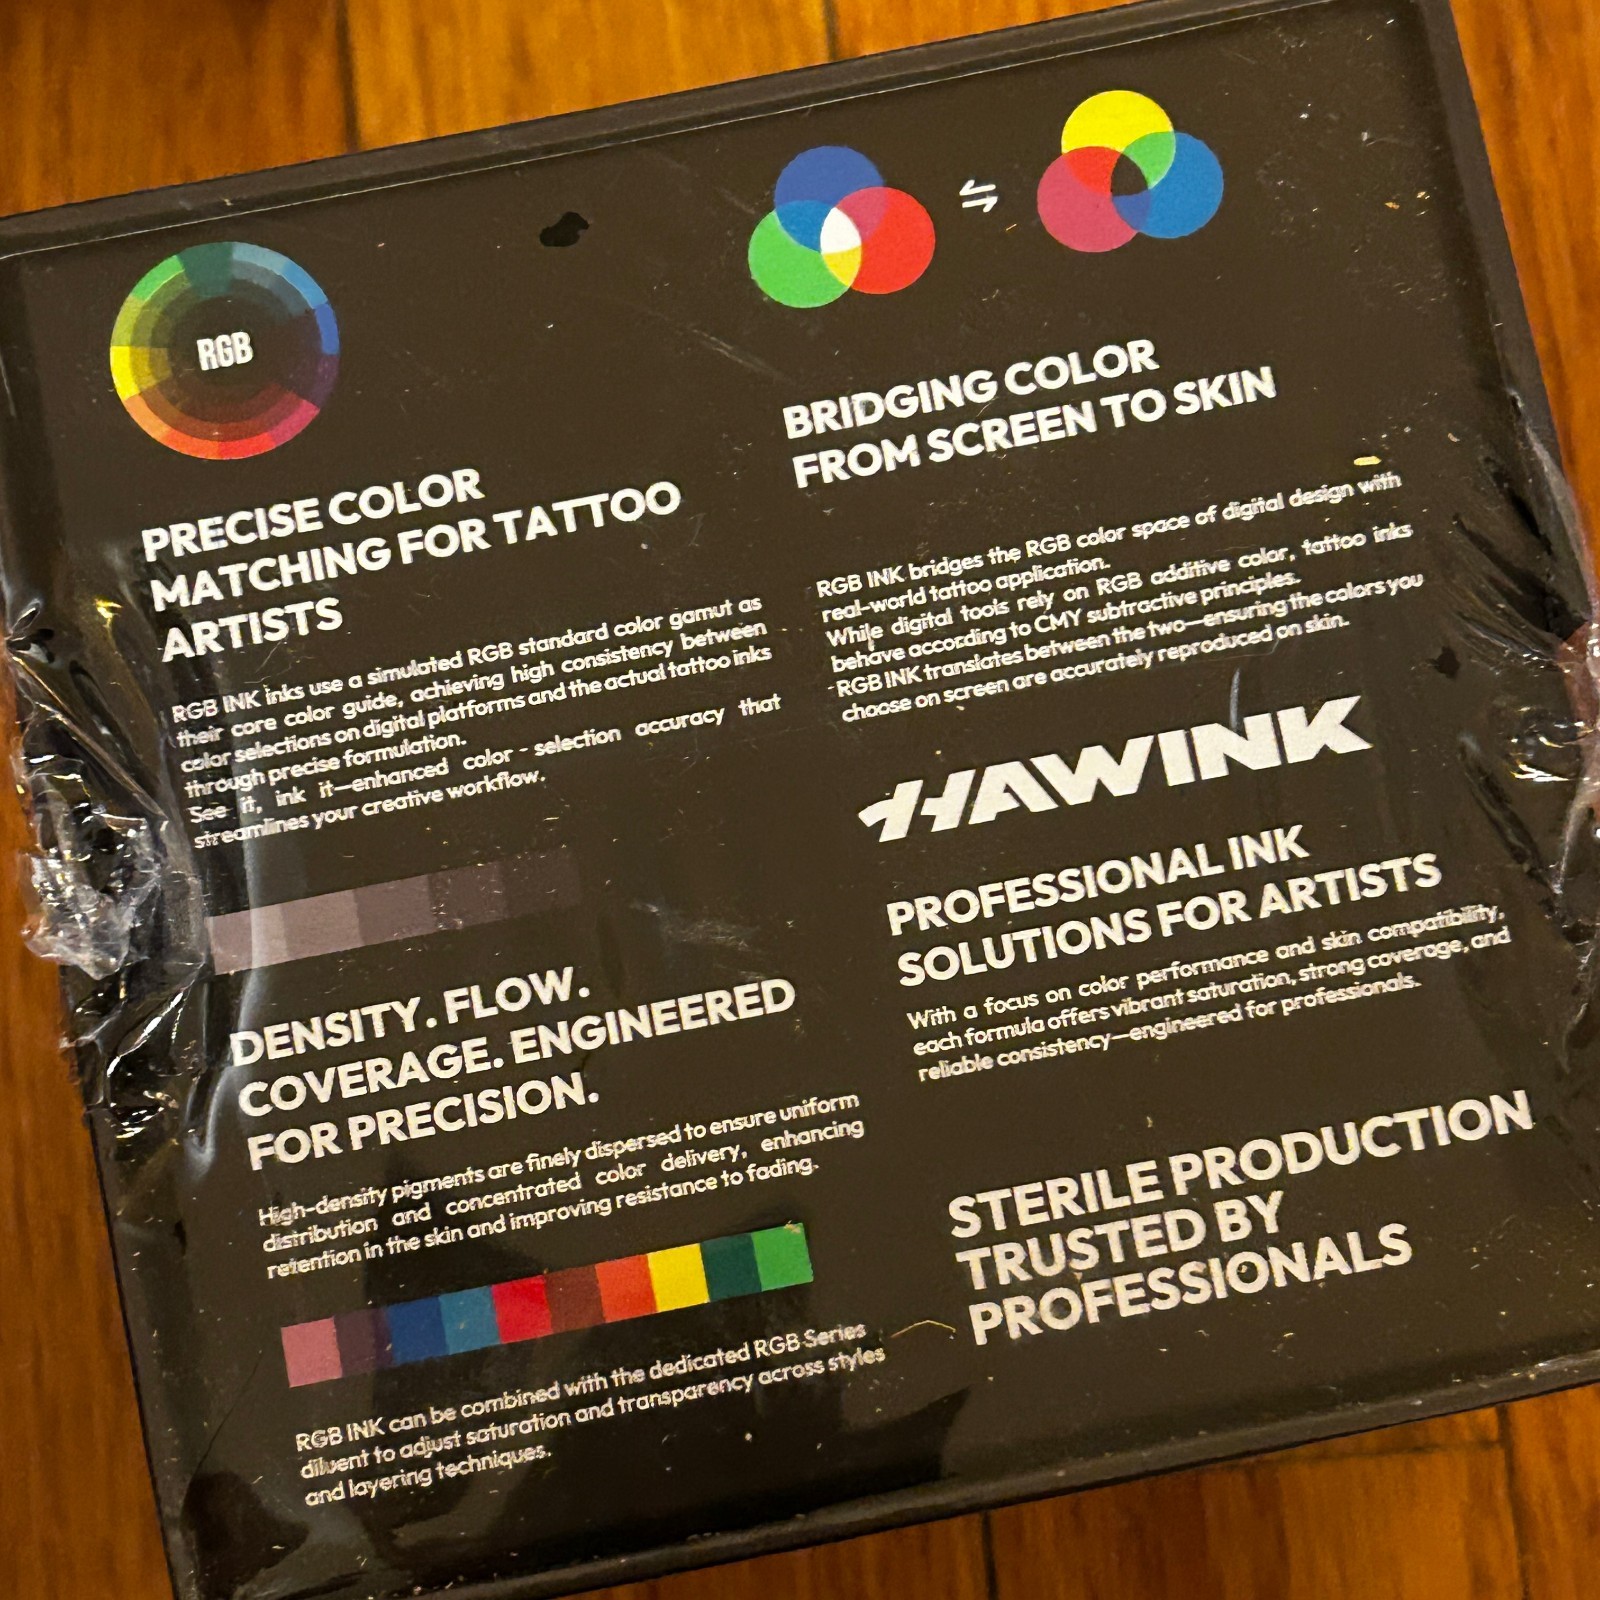 RGB
PRECISE COLOR
MATCHING FOR TATTOO
ARTISTS
RGB INK inks use a simulated RGB standard color gamut as
their core color guide, achieving high consistency between
color selections on digital platforms and the actual tattoo inks
through precise formulation.
See it, ink it—enhanced color - selection accuracy that
streamlines your creative workflow.
DENSITY. FLOW.
COVERAGE. ENGINEERED
FOR PRECISION.
High-density pigments are finely dispersed to ensure uniform
distribution and concentrated color delivery, enhancing
retention in the skin and improving resistance to fading.
RGB INK can be combined with the dedicated RGB Series
diluent to adjust saturation and transparency across styles
and layering techniques.
⇋
BRIDGING COLOR
FROM SCREEN TO SKIN
RGB INK bridges the RGB color space of digital design with
real-world tattoo application.
While digital tools rely on RGB additive color, tattoo inks
behave according to CMY subtractive principles.
RGB INK translates between the two—ensuring the colors you
choose on screen are accurately reproduced on skin.
HAWINK
PROFESSIONAL INK
SOLUTIONS FOR ARTISTS
With a focus on color performance and skin compatibility,
each formula offers vibrant saturation, strong coverage, and
reliable consistency—engineered for professionals.
STERILE PRODUCTION
TRUSTED BY
PROFESSIONALS